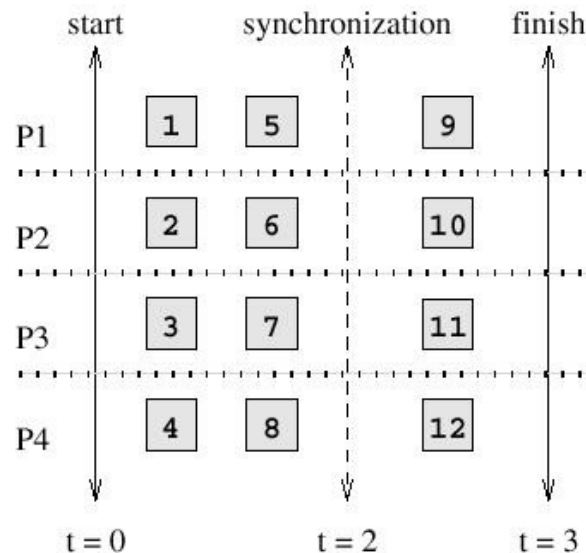 start synchronization finish
P1 1 5 9
P2 2 6 10
P3 3 7 11
P4 4 8 12
t = 0 t = 2 t = 3